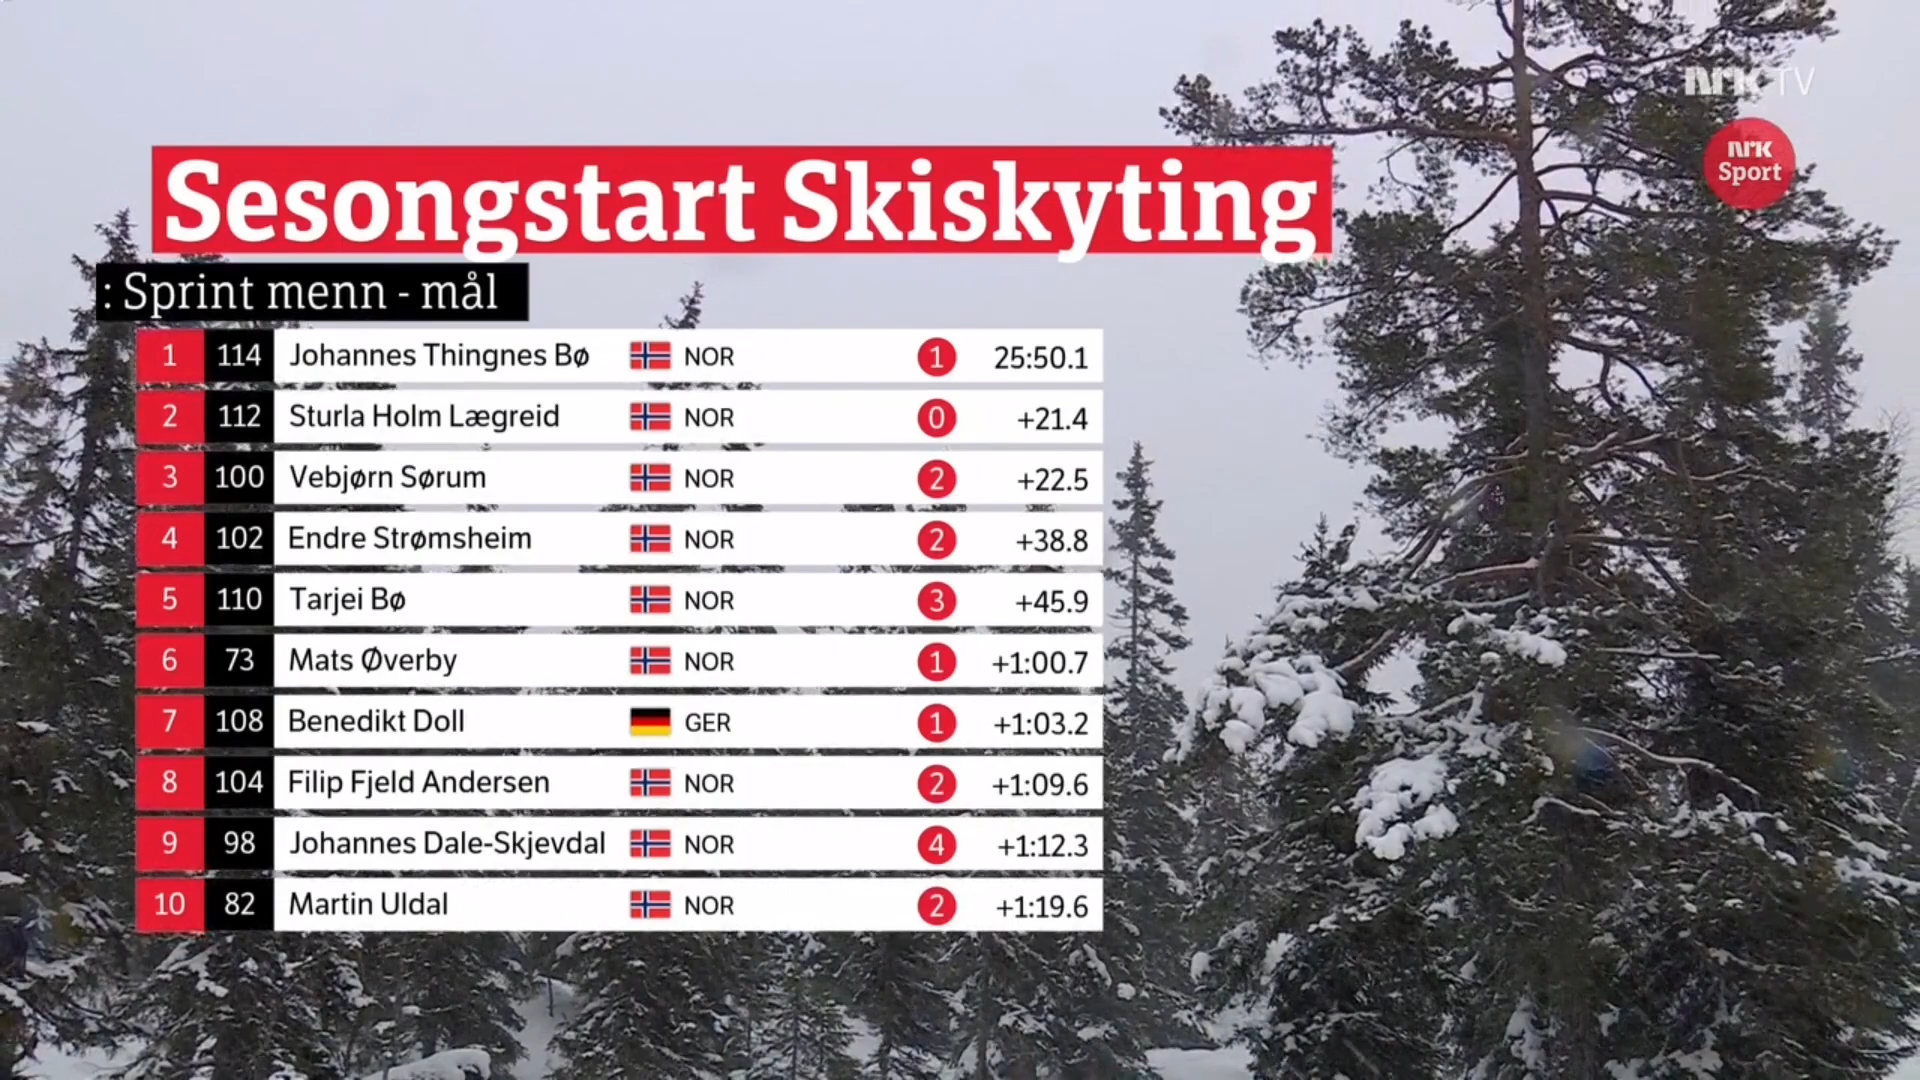 nrk TV
nrk
Sport
Sesongstart Skiskyting
: Sprint menn - mål
1 114 Johannes Thingnes Bø NOR 1 25:50.1
2 112 Sturla Holm Lægreid NOR 0 +21.4
3 100 Vebjørn Sørum NOR 2 +22.5
4 102 Endre Strømsheim NOR 2 +38.8
5 110 Tarjei Bø NOR 3 +45.9
6 73 Mats Øverby NOR 1 +1:00.7
7 108 Benedikt Doll GER 1 +1:03.2
8 104 Filip Fjeld Andersen NOR 2 +1:09.6
9 98 Johannes Dale-Skjevdal NOR 4 +1:12.3
10 82 Martin Uldal NOR 2 +1:19.6